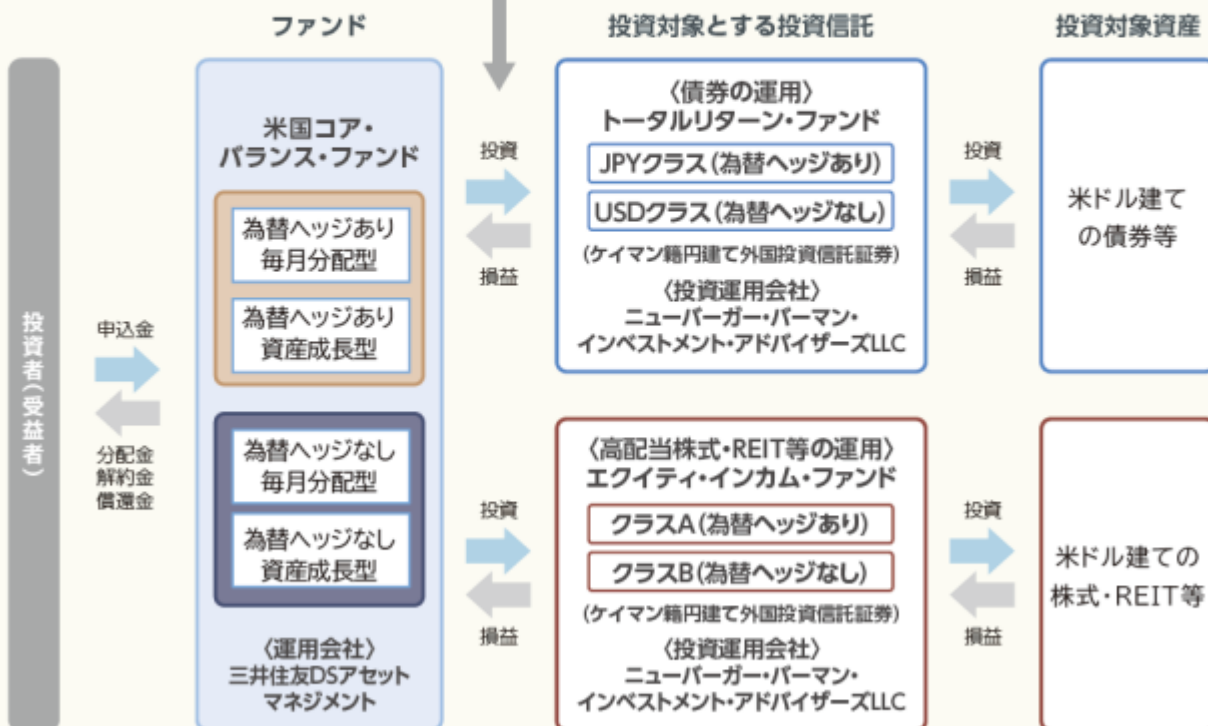 ファンド
投資対象とする投資信託
投資対象資産
投資者(受益者)
申込金
分配金
解約金
償還金
米国コア・
バランス・ファンド
為替ヘッジあり
毎月分配型
為替ヘッジあり
資産成長型
為替ヘッジなし
毎月分配型
為替ヘッジなし
資産成長型
〈運用会社〉
三井住友DSアセット
マネジメント
投資
損益
〈債券の運用〉
トータルリターン・ファンド
JPYクラス(為替ヘッジあり)
USDクラス(為替ヘッジなし)
(ケイマン籍円建て外国投資信託証券)
〈投資運用会社〉
ニューバーガー・バーマン・
インベストメント・アドバイザーズLLC
投資
損益
米ドル建て
の債券等
投資
損益
〈高配当株式・REIT等の運用〉
エクイティ・インカム・ファンド
クラスA(為替ヘッジあり)
クラスB(為替ヘッジなし)
(ケイマン籍円建て外国投資信託証券)
〈投資運用会社〉
ニューバーガー・バーマン・
インベストメント・アドバイザーズLLC
投資
損益
米ドル建ての
株式・REIT等